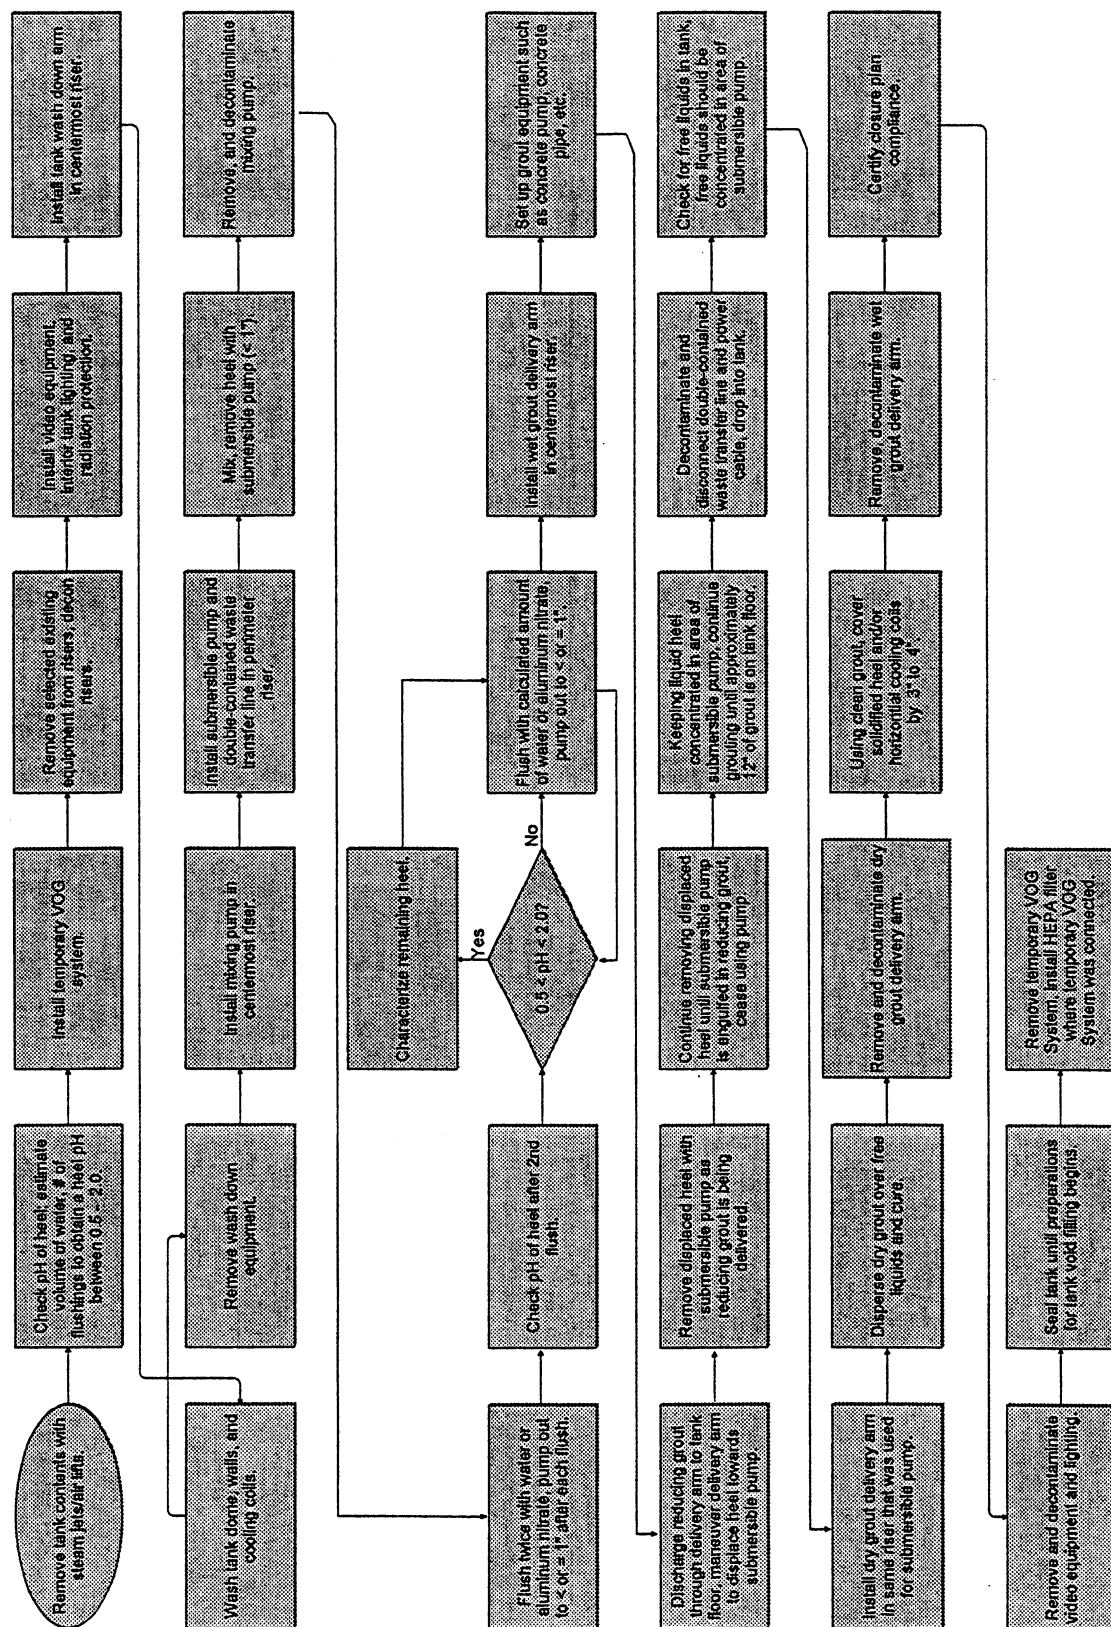 Remove tank contents with
steam jets/air lifts.
Check pH of heel; estimate
volume of water, # of
flushings to obtain a heel pH
between 0.5 – 2.0.
Install temporary VOG
system.
Remove selected existing
equipment from risers, decon
risers.
Install video equipment,
interior tank lighting, and
radiation protection.
Install tank wash down arm
in centermost riser.
Wash tank dome, walls, and
cooling coils.
Remove wash down
equipment.
Install mixing pump in
centermost riser.
Install submersible pump and
double-contained waste
transfer line in perimeter
riser.
Mix, remove heel with
submersible pump (< 1").
Remove, and decontaminate
mixing pump.
Flush twice with water or
aluminum nitrate, pump out
to < or = 1" after each flush.
Check pH of heel after 2nd
flush.
0.5 < pH < 2.0?
Yes
No
Characterize remaining heel.
Flush with calculated amount
of water or aluminum nitrate,
pump out to < or = 1".
Install wet grout delivery arm
in centermost riser.
Set up grout equipment such
as concrete pump, concrete
pipe, etc.
Discharge reducing grout
through delivery arm to tank
floor, maneuver delivery arm
to displace heel towards
submersible pump.
Remove displaced heel with
submersible pump as
reducing grout is being
delivered.
Continue removing displaced
heel until submersible pump
is engulfed in reducing grout,
cease using pump
Keeping liquid heel
concentrated in area of
submersible pump, continue
grouting until approximately
12" of grout is on tank floor.
Decontaminate and
disconnect double-contained
waste transfer line and power
cable, drop into tank.
Check for free liquids in tank,
free liquids should be
concentrated in area of
submersible pump.
Install dry grout delivery arm
in same riser that was used
for submersible pump.
Disperse dry grout over free
liquids and cure.
Remove and decontaminate dry
grout delivery arm.
Using clean grout, cover
solidified heel and/or
horizontal cooling coils
by 3" to 4".
Remove, decontaminate wet
grout delivery arm.
Certify closure plan
compliance.
Remove and decontaminate
video equipment and lighting.
Seal tank until preparations
for tank void filling begins.
Remove temporary VOG
System, install HEPA filter
where temporary VOG
System was connected.